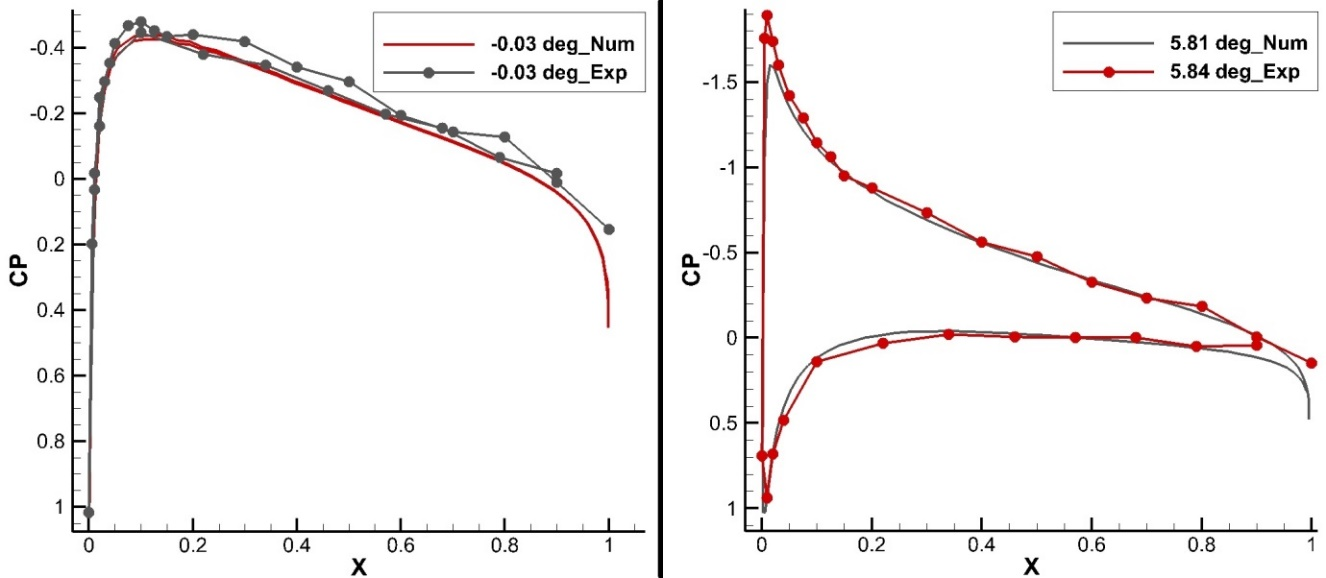 -0.03 deg_Num
-0.03 deg_Exp
CP
-0.4
-0.2
0
0.2
0.4
0.6
0.8
1
0 0.2 0.4 0.6 0.8 1
X
5.81 deg_Num
5.84 deg_Exp
CP
-1.5
-1
-0.5
0
0.5
1
0 0.2 0.4 0.6 0.8 1
X